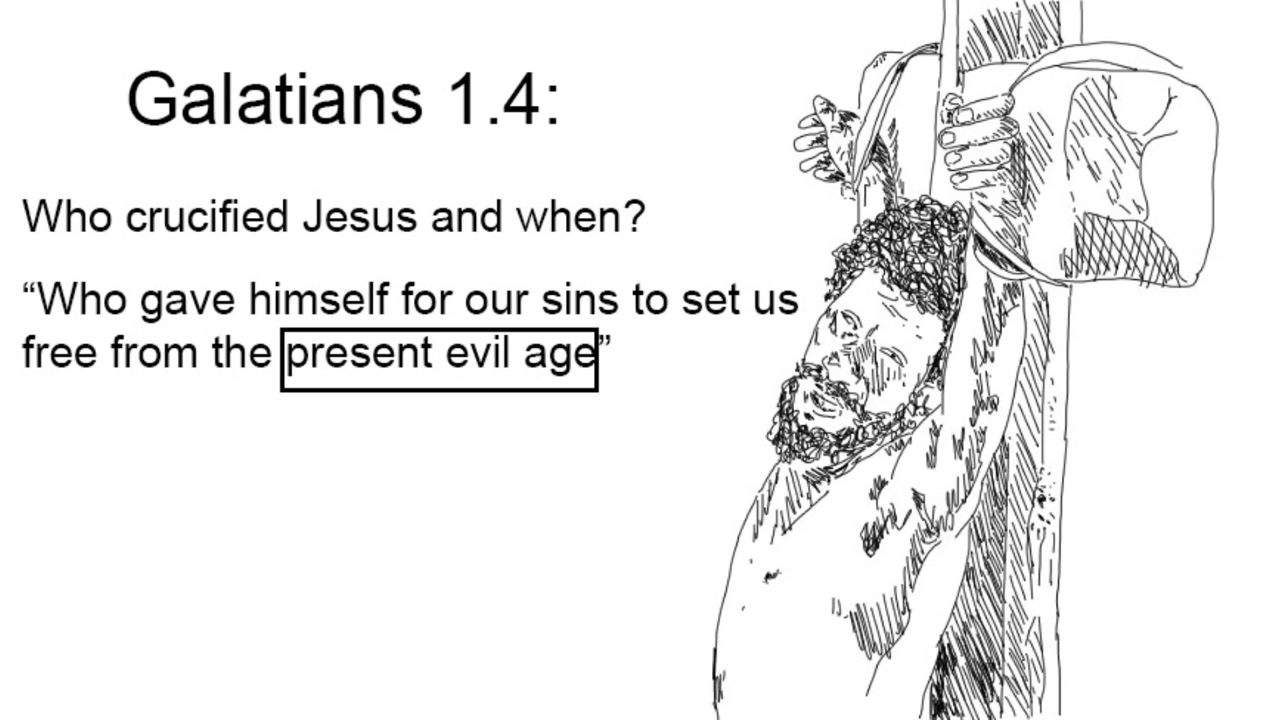 Galatians 1.4:
Who crucified Jesus and when?
“Who gave himself for our sins to set us
free from the present evil age”